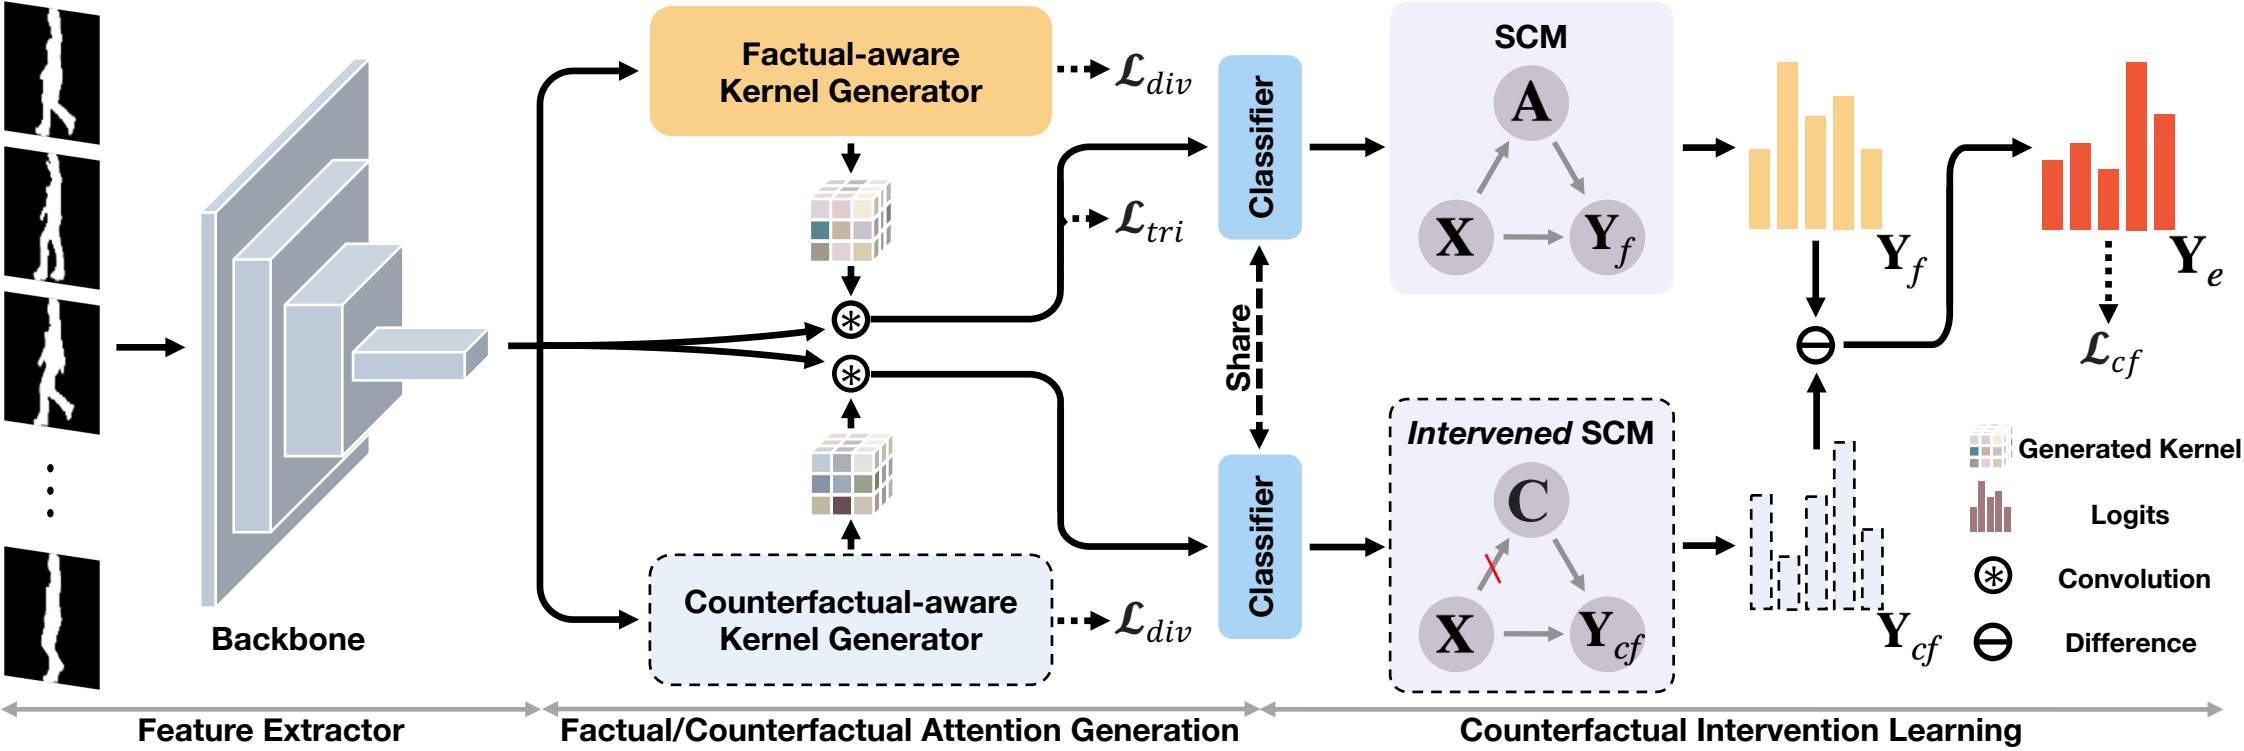 Backbone
Feature Extractor
Factual-aware
Kernel Generator
ℒdiv
ℒtri
Counterfactual-aware
Kernel Generator
ℒdiv
Factual/Counterfactual Attention Generation
Classifier
Share
Classifier
SCM
A
X
Yf
Intervened SCM
C
X
Ycf
Yf
Ye
ℒcf
Ycf
Generated Kernel
Logits
Convolution
Difference
Counterfactual Intervention Learning